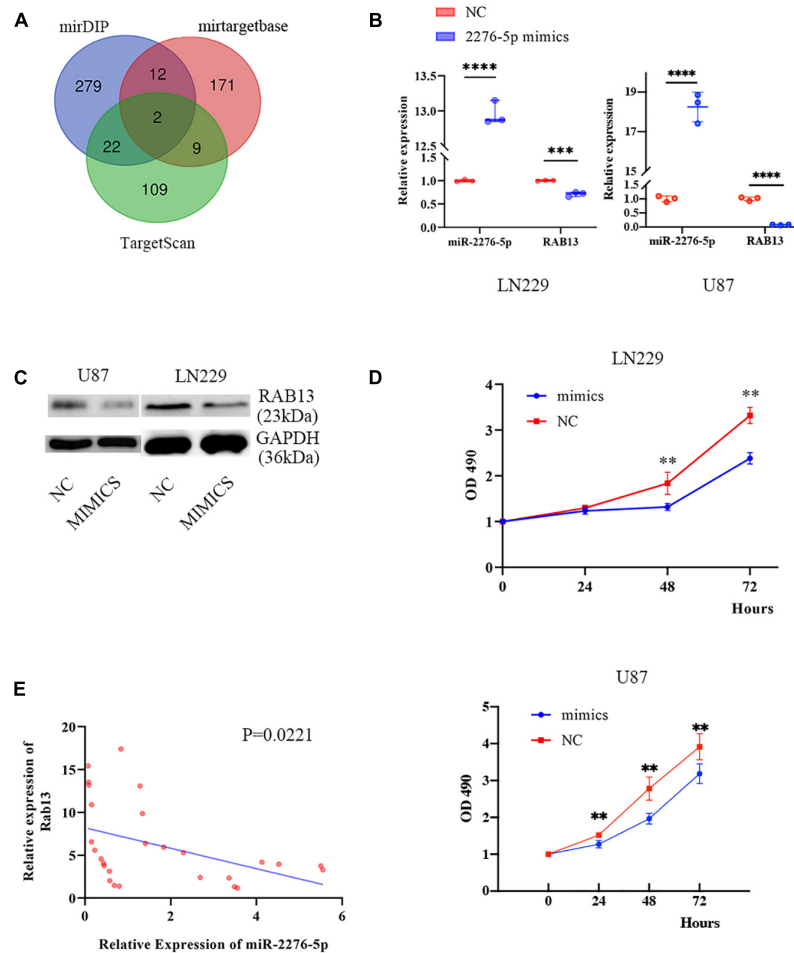 A
mirDIP
mirtargetbase
279
12
171
2
22
9
109
TargetScan
B
NC
2276-5p mimics
Relative expression
13.5
13.0
12.5
1.5
1.0
0.5
0.0
****
***
miR-2276-5p
RAB13
LN229
Relative expression
19
17
15
1.5
1.0
0.5
0.0
****
****
miR-2276-5p
RAB13
U87
C
U87
LN229
RAB13
(23kDa)
GAPDH
(36kDa)
NC
MIMICS
NC
MIMICS
D
LN229
mimics
NC
OD 490
4
3
2
1
0
**
**
0
24
48
72
Hours
E
P=0.0221
Relative expression of
Rab13
20
15
10
5
0
0
2
4
6
Relative Expression of miR-2276-5p
U87
mimics
NC
OD 490
5
4
3
2
1
0
**
**
**
0
24
48
72
Hours